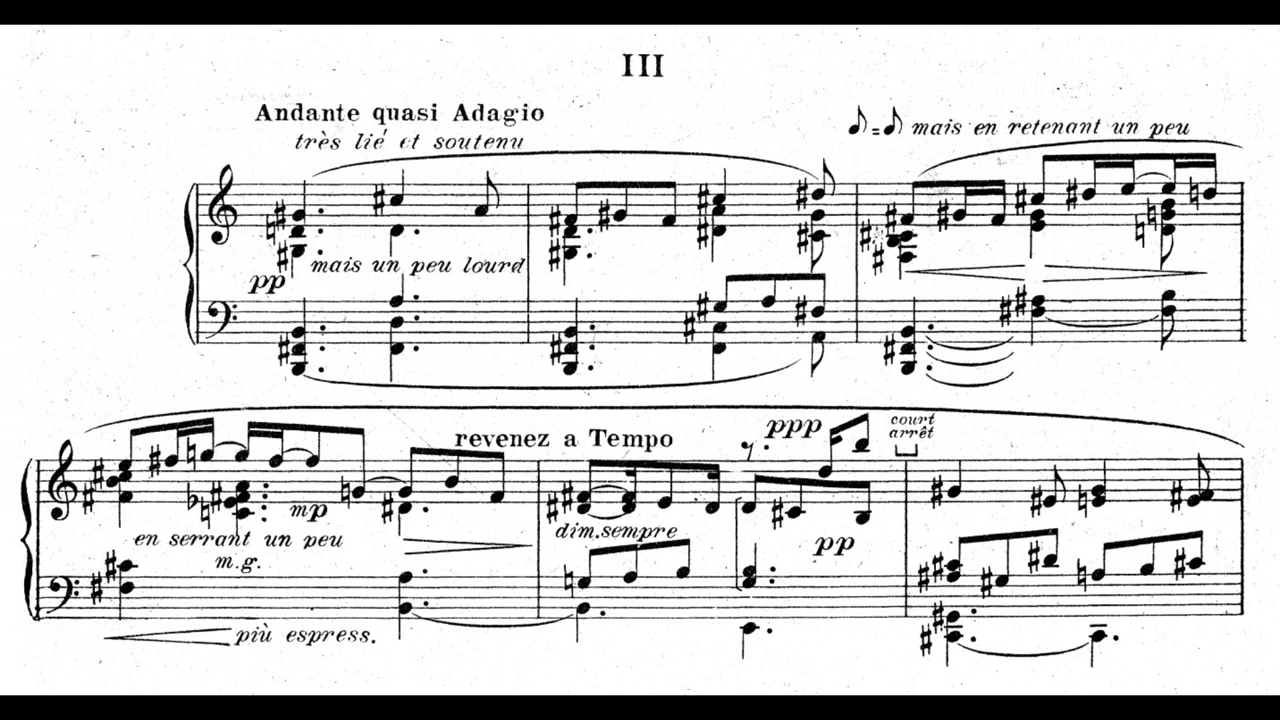 III
Andante quasi Adagio
très lié et soutenu
= mais en retenant un peu
mais un peu lourd
pp
revenez a Tempo
ppp
court
arrêt
mp
en serrant un peu
dim. sempre
pp
m.g.
più espress.